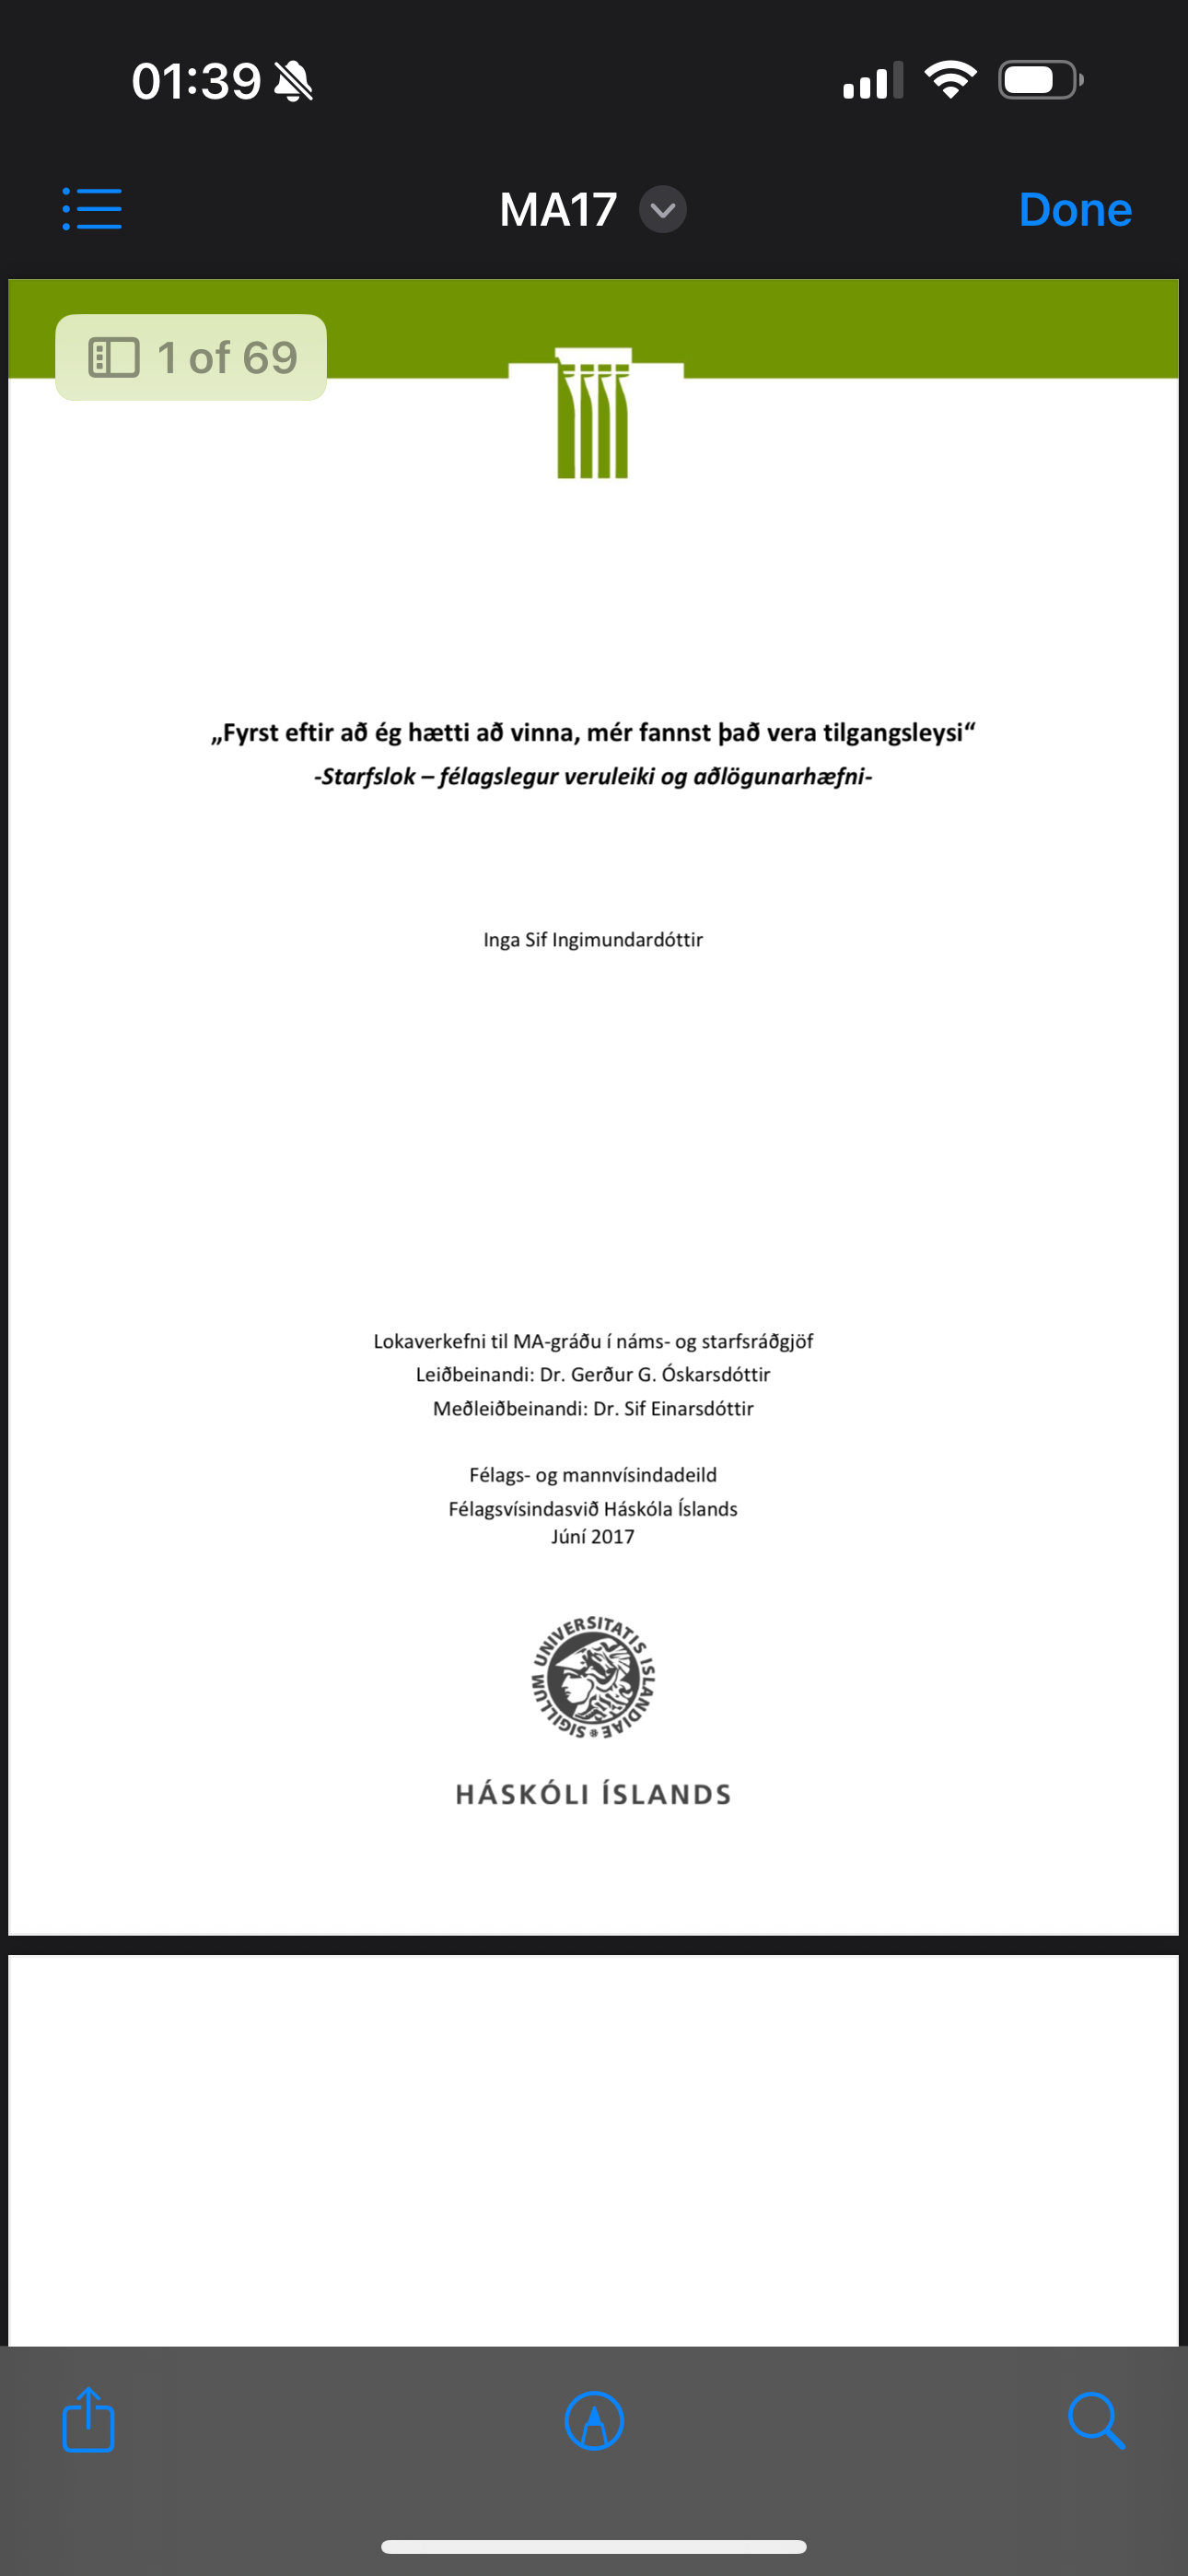 01:39
MA17
Done
1 of 69
„Fyrst eftir að ég hætti að vinna, mér fannst það vera tilgangsleysi“
-Starfslok – félagslegur veruleiki og aðlögunarhæfni-
Inga Sif Ingimundardóttir
Lokaverkefni til MA-gráðu í náms- og starfsráðgjöf
Leiðbeinandi: Dr. Gerður G. Óskarsdóttir
Meðleiðbeinandi: Dr. Sif Einarsdóttir
Félags- og mannvísindadeild
Félagsvísindasvið Háskóla Íslands
Júní 2017
SIGILLUM UNIVERSITATIS ISLANDIAE *
HÁSKÓLI ÍSLANDS